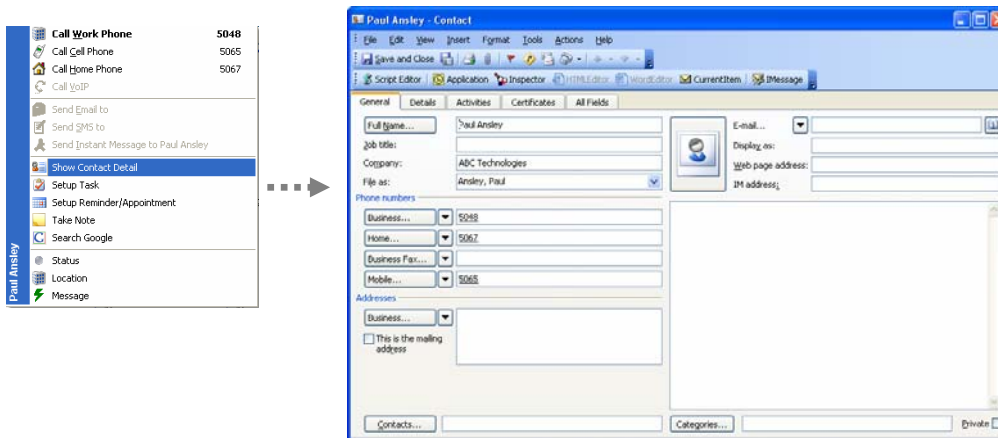 Call Work Phone 5048
Call Cell Phone 5065
Call Home Phone 5067
Call VoIP
Send Email to
Send SMS to
Send Instant Message to Paul Ansley
Show Contact Detail
Setup Task
Setup Reminder/Appointment
Take Note
Search Google
Status
Location
Message
Paul Ansley
Paul Ansley - Contact
File Edit View Insert Format Tools Actions Help
Save and Close
Script Editor Application Inspector HTMLEditor WordEditor CurrentItem IMessage
General Details Activities Certificates All Fields
Full Name... Paul Ansley E-mail...
Job title: Display as:
Company: ABC Technologies Web page address:
File as: Ansley, Paul IM address:
Phone numbers
Business... 5048
Home... 5067
Business Fax...
Mobile... 5065
Addresses
Business...
This is the mailing
address
Contacts... Categories... Private